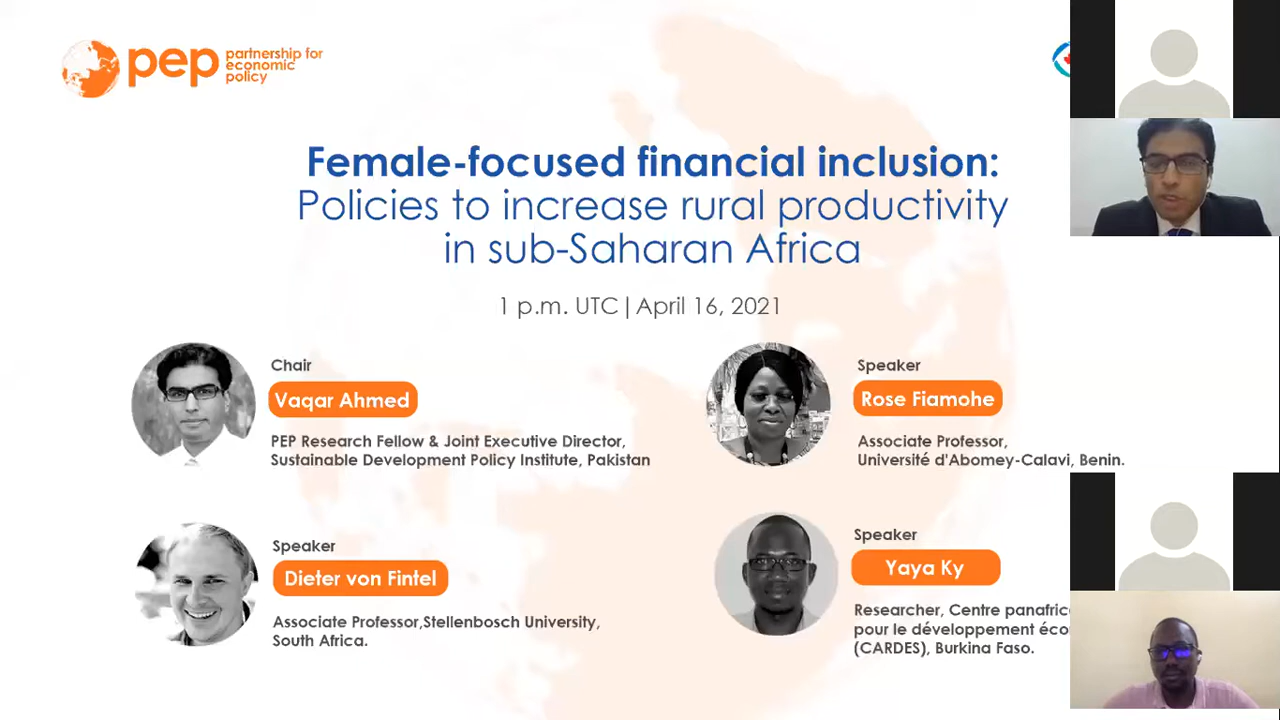 pep
partnership for
economic
policy
Female-focused financial inclusion:
Policies to increase rural productivity
in sub-Saharan Africa
1 p.m. UTC|April 16, 2021
Chair
Vaqar Ahmed
PEP Research Fellow & Joint Executive Director,
Sustainable Development Policy Institute, Pakistan
Speaker
Rose Fiamohe
Associate Professor,
Université d'Abomey-Calavi, Benin.
Speaker
Dieter von Fintel
Associate Professor,Stellenbosch University,
South Africa.
Speaker
Yaya Ky
Researcher, Centre
pour le développement
(CARDES), Burkina Faso.